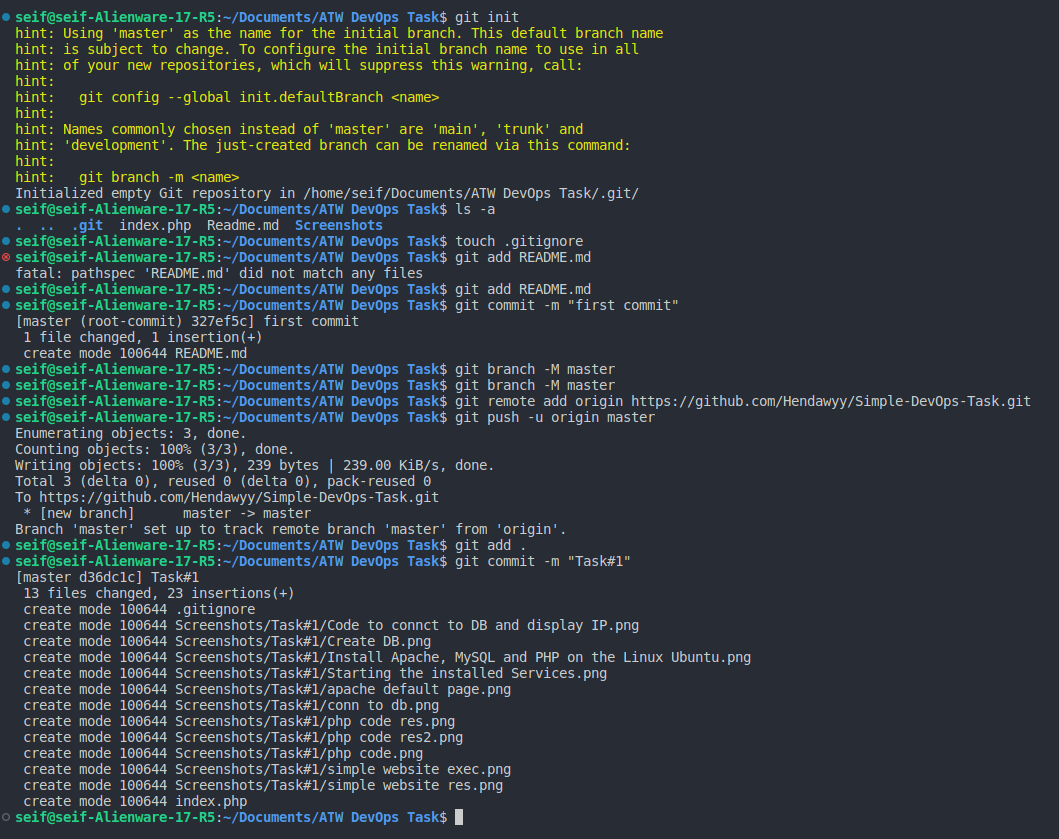 seif@seif-Alienware-17-R5:~/Documents/ATW DevOps Task$ git init
hint: Using 'master' as the name for the initial branch. This default branch name
hint: is subject to change. To configure the initial branch name to use in all
hint: of your new repositories, which will suppress this warning, call:
hint:
hint:   git config --global init.defaultBranch <name>
hint:
hint: Names commonly chosen instead of 'master' are 'main', 'trunk' and
hint: 'development'. The just-created branch can be renamed via this command:
hint:
hint:   git branch -m <name>
Initialized empty Git repository in /home/seif/Documents/ATW DevOps Task/.git/
seif@seif-Alienware-17-R5:~/Documents/ATW DevOps Task$ ls -a
.  ..  .git  index.php  Readme.md  Screenshots
seif@seif-Alienware-17-R5:~/Documents/ATW DevOps Task$ touch .gitignore
seif@seif-Alienware-17-R5:~/Documents/ATW DevOps Task$ git add README.md
fatal: pathspec 'README.md' did not match any files
seif@seif-Alienware-17-R5:~/Documents/ATW DevOps Task$ git add README.md
seif@seif-Alienware-17-R5:~/Documents/ATW DevOps Task$ git commit -m "first commit"
[master (root-commit) 327ef5c] first commit
 1 file changed, 1 insertion(+)
 create mode 100644 README.md
seif@seif-Alienware-17-R5:~/Documents/ATW DevOps Task$ git branch -M master
seif@seif-Alienware-17-R5:~/Documents/ATW DevOps Task$ git branch -M master
seif@seif-Alienware-17-R5:~/Documents/ATW DevOps Task$ git remote add origin https://github.com/Hendawyy/Simple-DevOps-Task.git
seif@seif-Alienware-17-R5:~/Documents/ATW DevOps Task$ git push -u origin master
Enumerating objects: 3, done.
Counting objects: 100% (3/3), done.
Writing objects: 100% (3/3), 239 bytes | 239.00 KiB/s, done.
Total 3 (delta 0), reused 0 (delta 0), pack-reused 0
To https://github.com/Hendawyy/Simple-DevOps-Task.git
 * [new branch]      master -> master
Branch 'master' set up to track remote branch 'master' from 'origin'.
seif@seif-Alienware-17-R5:~/Documents/ATW DevOps Task$ git add .
seif@seif-Alienware-17-R5:~/Documents/ATW DevOps Task$ git commit -m "Task#1"
[master d36dc1c] Task#1
 13 files changed, 23 insertions(+)
 create mode 100644 .gitignore
 create mode 100644 Screenshots/Task#1/Code to connct to DB and display IP.png
 create mode 100644 Screenshots/Task#1/Create DB.png
 create mode 100644 Screenshots/Task#1/Install Apache, MySQL and PHP on the Linux Ubuntu.png
 create mode 100644 Screenshots/Task#1/Starting the installed Services.png
 create mode 100644 Screenshots/Task#1/apache default page.png
 create mode 100644 Screenshots/Task#1/conn to db.png
 create mode 100644 Screenshots/Task#1/php code res.png
 create mode 100644 Screenshots/Task#1/php code res2.png
 create mode 100644 Screenshots/Task#1/php code.png
 create mode 100644 Screenshots/Task#1/simple website exec.png
 create mode 100644 Screenshots/Task#1/simple website res.png
 create mode 100644 index.php
seif@seif-Alienware-17-R5:~/Documents/ATW DevOps Task$